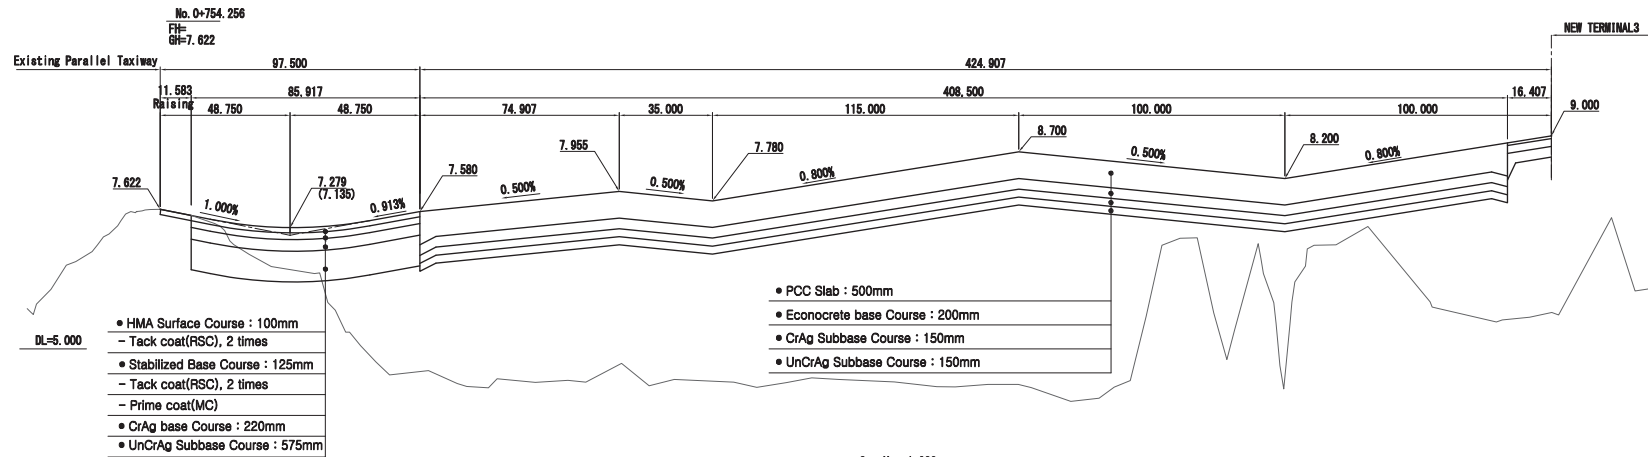 No. 0+754.256
FH=
GH=7.622
NEW TERMINAL3
Existing Parallel Taxiway
97.500
424.907
11.583
85.917
408.500
16.407
Raising
48.750
48.750
74.907
35.000
115.000
100.000
100.000
9.000
8.700
8.200
7.955
7.780
7.622
7.279
(7.135)
7.580
1.000%
0.913%
0.500%
0.500%
0.800%
0.500%
0.800%
DL=5.000
• HMA Surface Course : 100mm
- Tack coat(RSC), 2 times
• Stabilized Base Course : 125mm
- Tack coat(RSC), 2 times
- Prime coat(MC)
• CrAg base Course : 220mm
• UnCrAg Subbase Course : 575mm
• PCC Slab : 500mm
• Econocrete base Course : 200mm
• CrAg Subbase Course : 150mm
• UnCrAg Subbase Course : 150mm